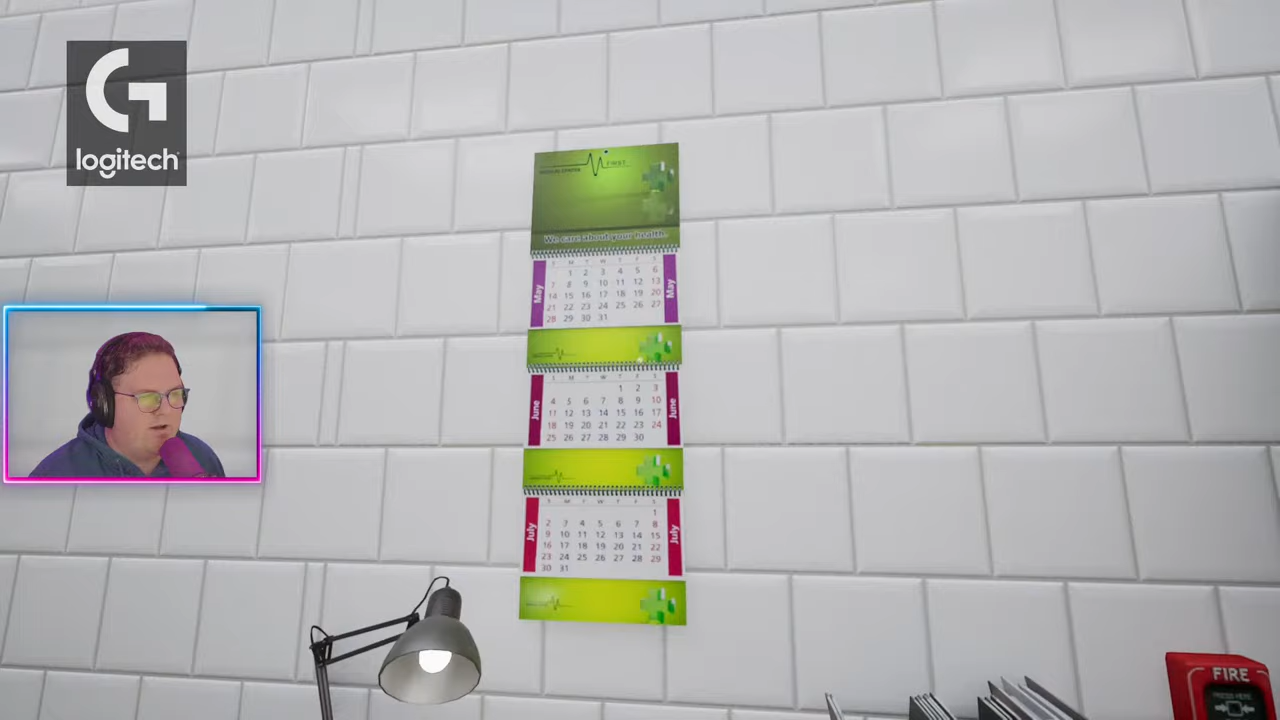 logitech
FIRST
MEDICAL CENTER
We care about your health.
S M T W T F S
May
1 2 3 4 5 6
7 8 9 10 11 12 13
14 15 16 17 18 19 20
21 22 23 24 25 26 27
28 29 30 31
May
S M T W T F S
June
1 2 3
4 5 6 7 8 9 10
11 12 13 14 15 16 17
18 19 20 21 22 23 24
25 26 27 28 29 30
June
S M T W T F S
July
1
2 3 4 5 6 7 8
9 10 11 12 13 14 15
16 17 18 19 20 21 22
23 24 25 26 27 28 29
30 31
July
FIRE
PRESS HERE